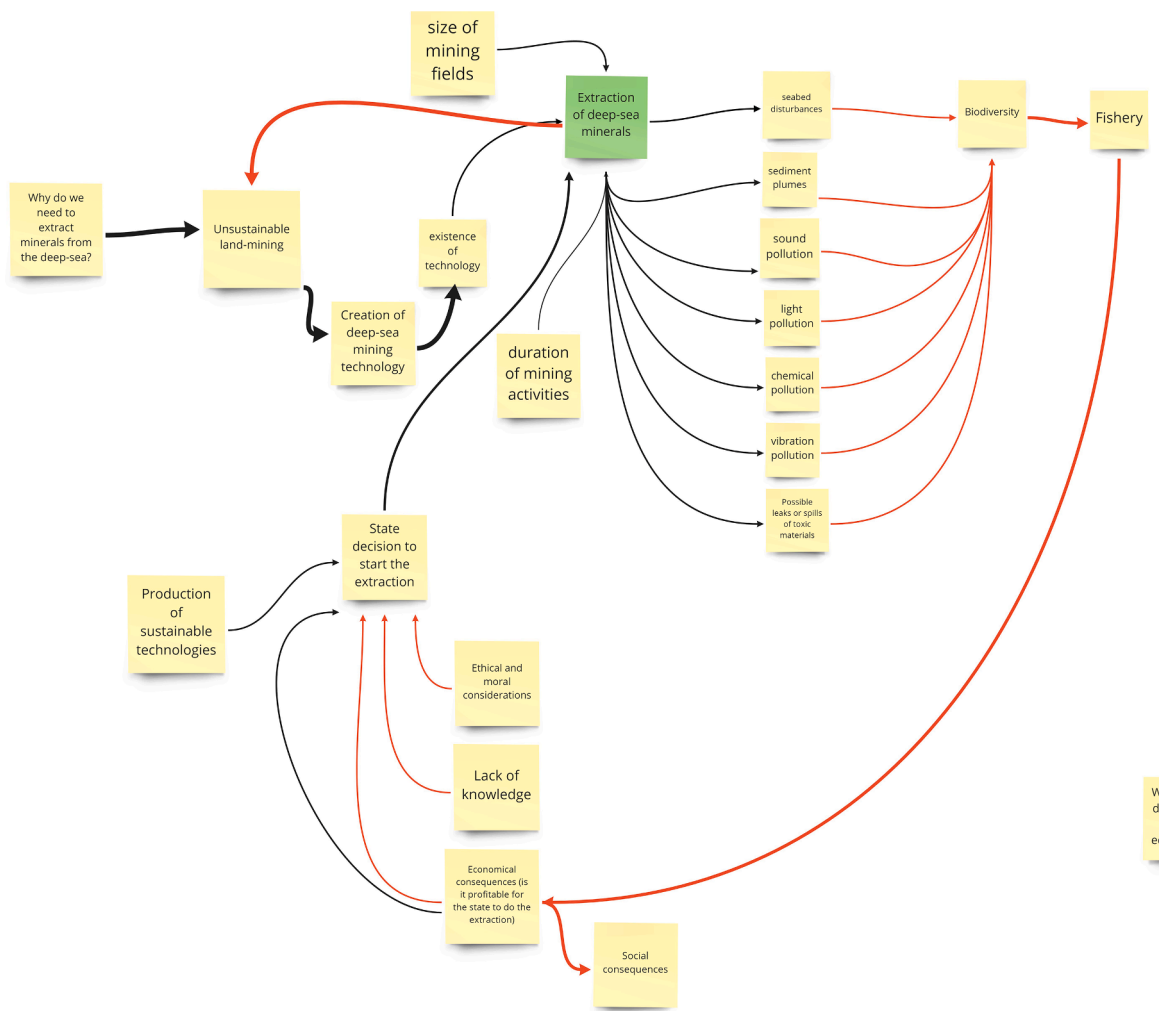 size of
mining
fields
Extraction
of deep-sea
minerals
seabed
disturbances
Biodiversity
Fishery
sediment
plumes
Why do we
need to
extract
minerals from
the deep-sea?
Unsustainable
land-mining
existence
of
technology
sound
pollution
light
pollution
Creation of
deep-sea
mining
technology
duration
of mining
activities
chemical
pollution
vibration
pollution
Possible
leaks or spills
of toxic
materials
State
decision to
start the
extraction
Production
of
sustainable
technologies
Ethical and
moral
considerations
Lack of
knowledge
Economical
consequences (is
it profitable for
the state to do the
extraction)
Social
consequences